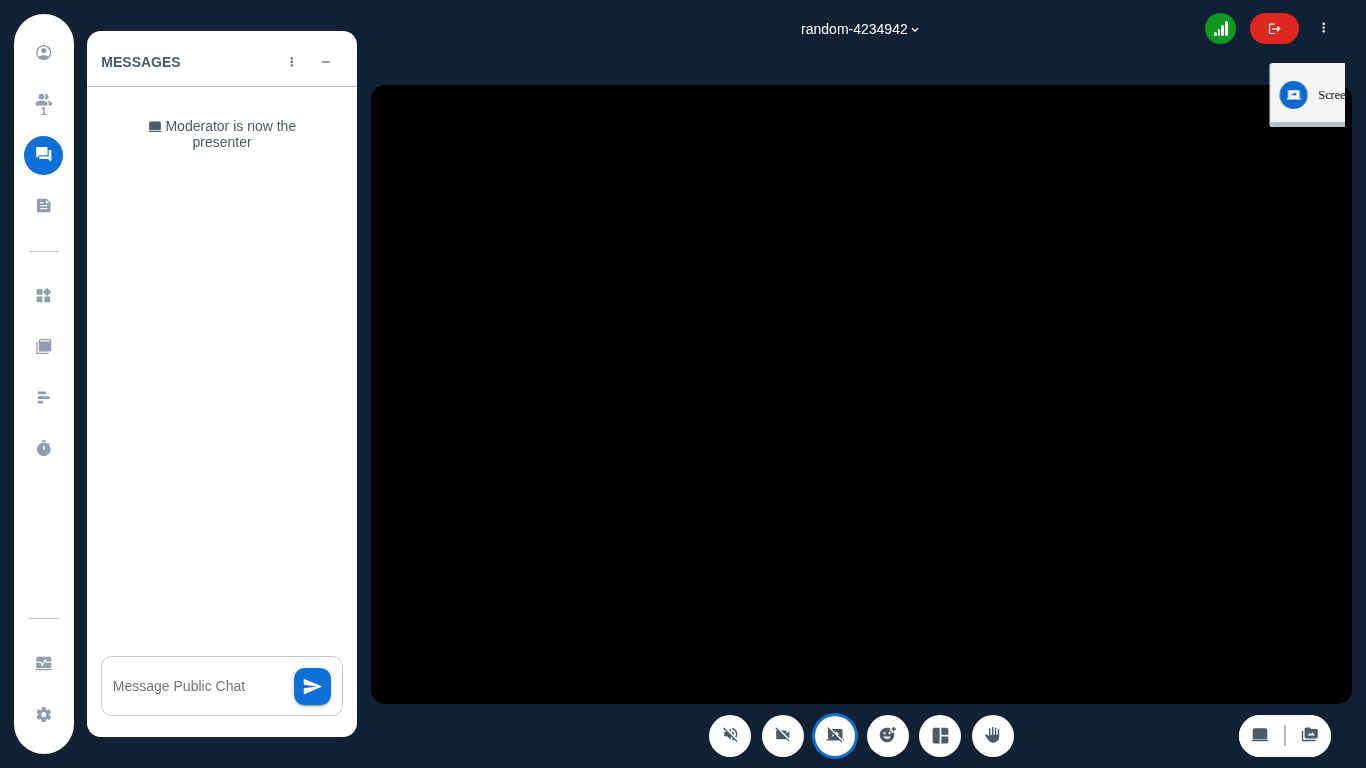 random-4234942
MESSAGES
1
Moderator is now the
presenter
Message Public Chat